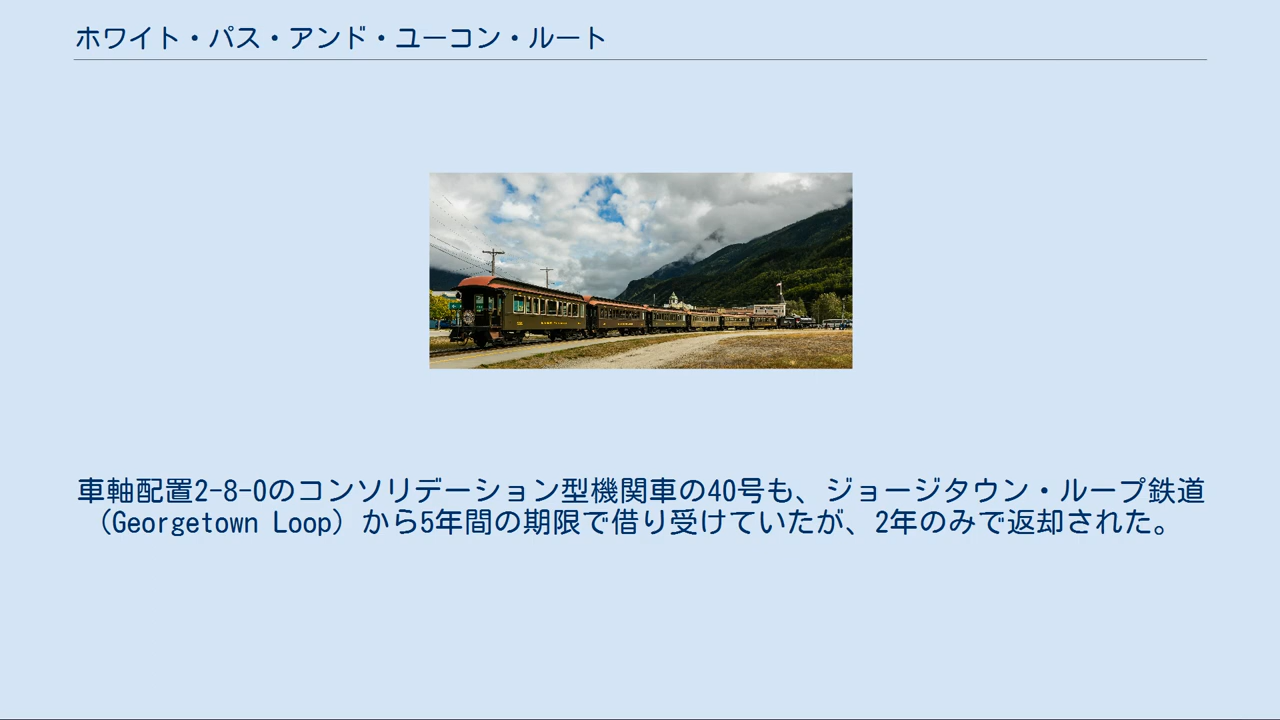 ホワイト・パス・アンド・ユーコン・ルート
車軸配置2-8-0のコンソリデーション型機関車の40号も、ジョージタウン・ループ鉄道
（Georgetown Loop）から5年間の期限で借り受けていたが、2年のみで返却された。